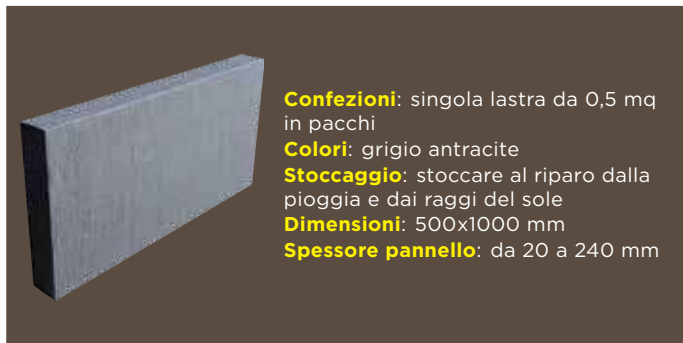 Confezioni: singola lastra da 0,5 mq
in pacchi
Colori: grigio antracite
Stoccaggio: stoccare al riparo dalla
pioggia e dai raggi del sole
Dimensioni: 500x1000 mm
Spessore pannello: da 20 a 240 mm